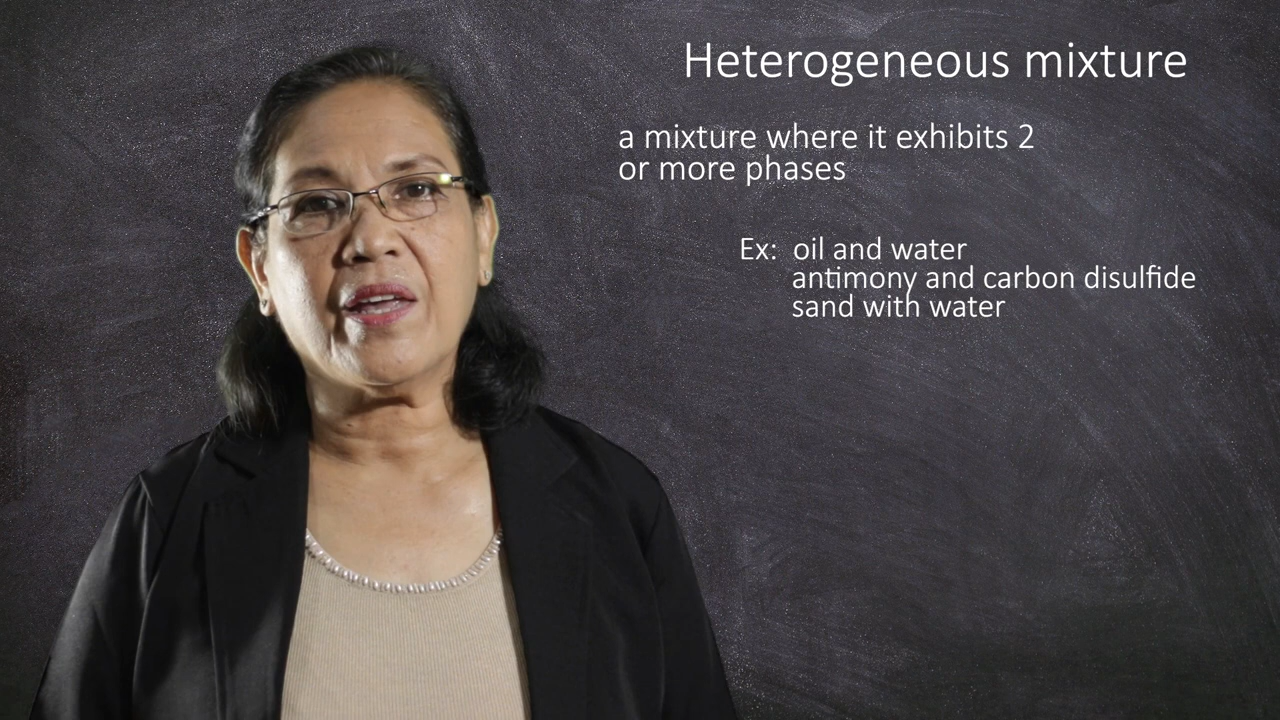 Heterogeneous mixture
a mixture where it exhibits 2
or more phases
Ex: oil and water
antimony and carbon disulfide
sand with water